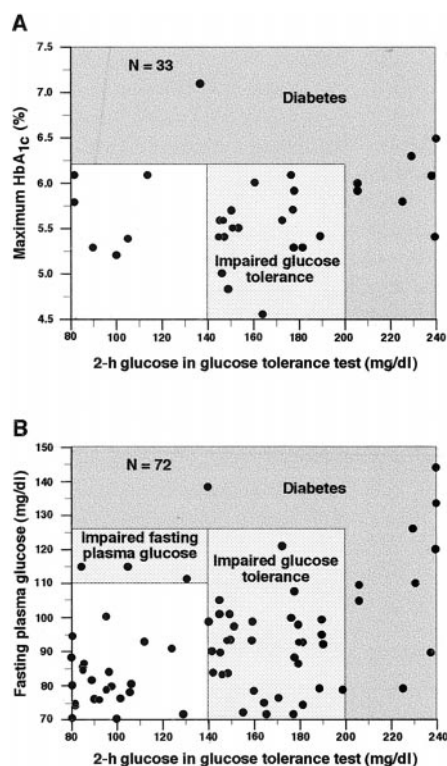 A
7.5
N = 33
Diabetes
7.0
6.5
Maximum HbA1c (%)
6.0
5.5
Impaired glucose
tolerance
5.0
4.5
80 100 120 140 160 180 200 220 240
2-h glucose in glucose tolerance test (mg/dl)
B
150
N = 72
Diabetes
140
130
Impaired fasting
plasma glucose
Impaired glucose
tolerance
120
110
Fasting plasma glucose (mg/dl)
100
90
80
70
80 100 120 140 160 180 200 220 240
2-h glucose in glucose tolerance test (mg/dl)